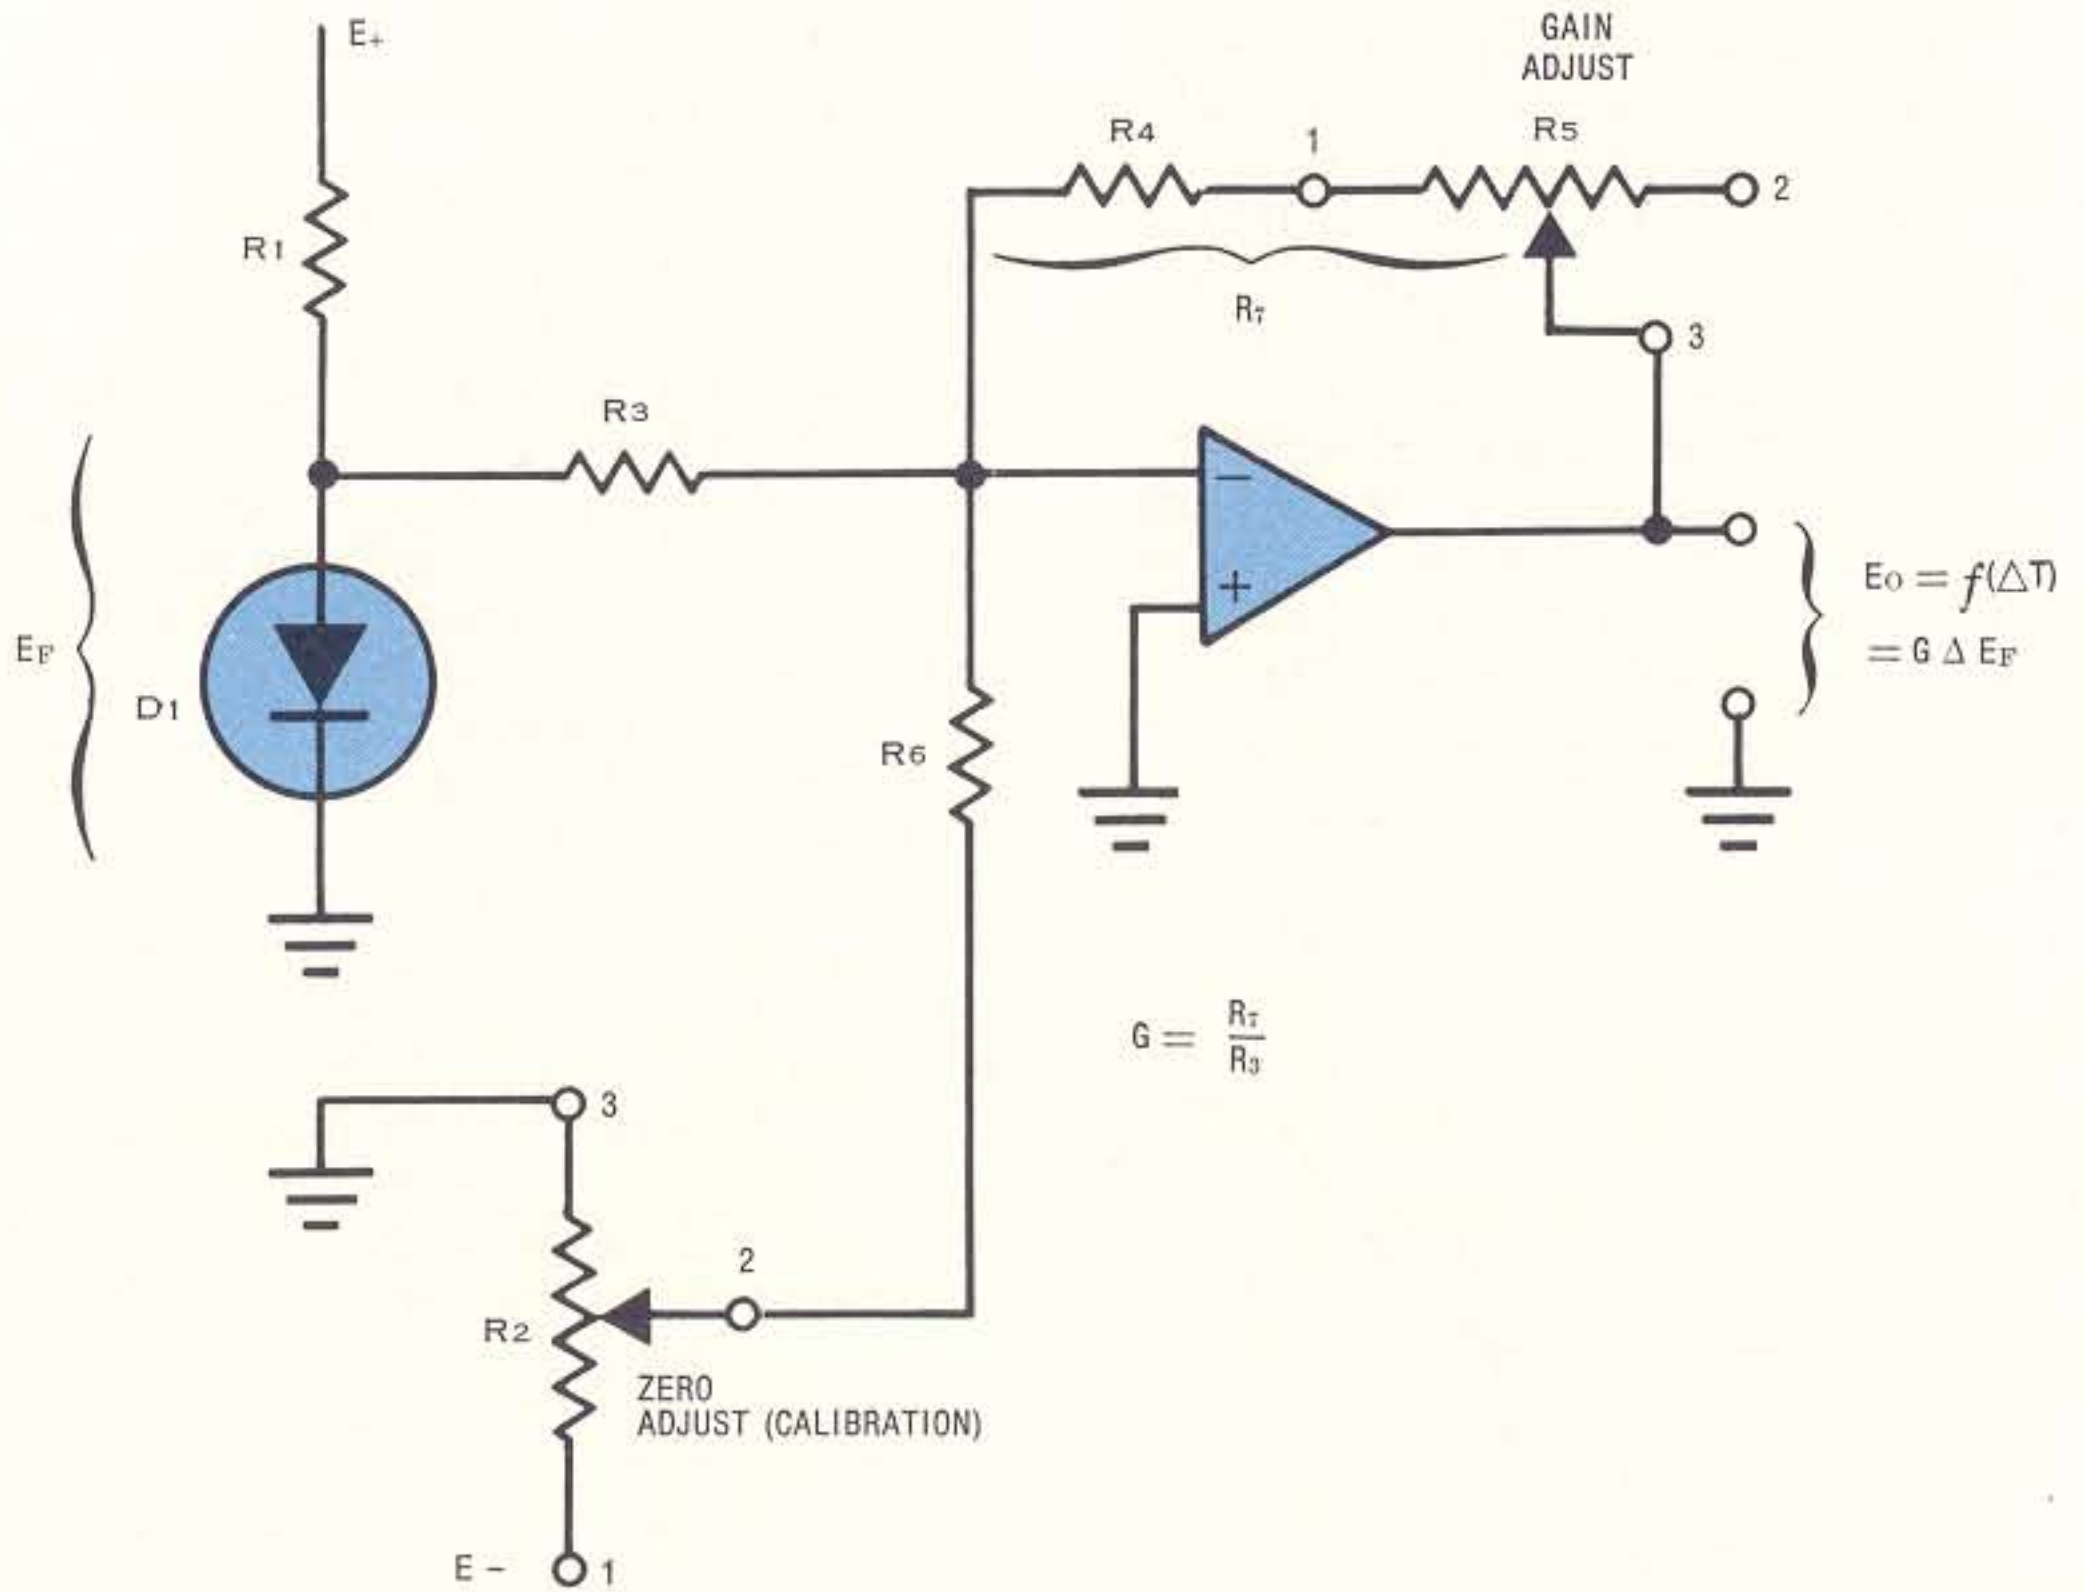 E+
GAIN
ADJUST
R4
1
R5
2
R1
R7
3
R3
−
+
EO = f(△T)
= G Δ EF
EF
D1
R6
G = R7/R3
3
2
R2
ZERO
ADJUST (CALIBRATION)
E − 1